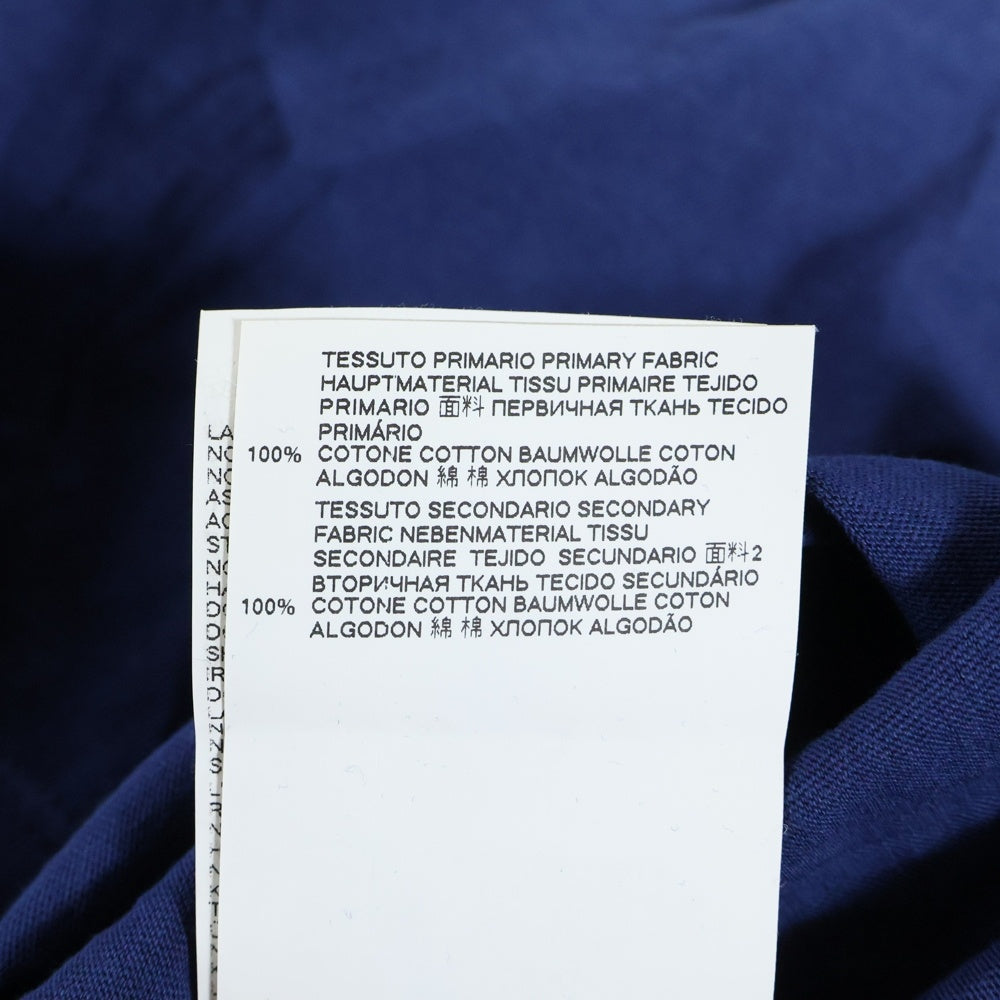 TESSUTO PRIMARIO PRIMARY FABRIC
HAUPTMATERIAL TISSU PRIMAIRE TEJIDO
PRIMARIO 面料 ПЕРВИЧНАЯ ТКАНЬ TECIDO
PRIMÁRIO
100% COTONE COTTON BAUMWOLLE COTON
ALGODON 綿 棉 ХЛОПОК ALGODÃO
TESSUTO SECONDARIO SECONDARY
FABRIC NEBENMATERIAL TISSU
SECONDAIRE TEJIDO SECUNDARIO 面料2
ВТОРИЧНАЯ ТКАНЬ TECIDO SECUNDÁRIO
100% COTONE COTTON BAUMWOLLE COTON
ALGODON 綿 棉 ХЛОПОК ALGODÃO